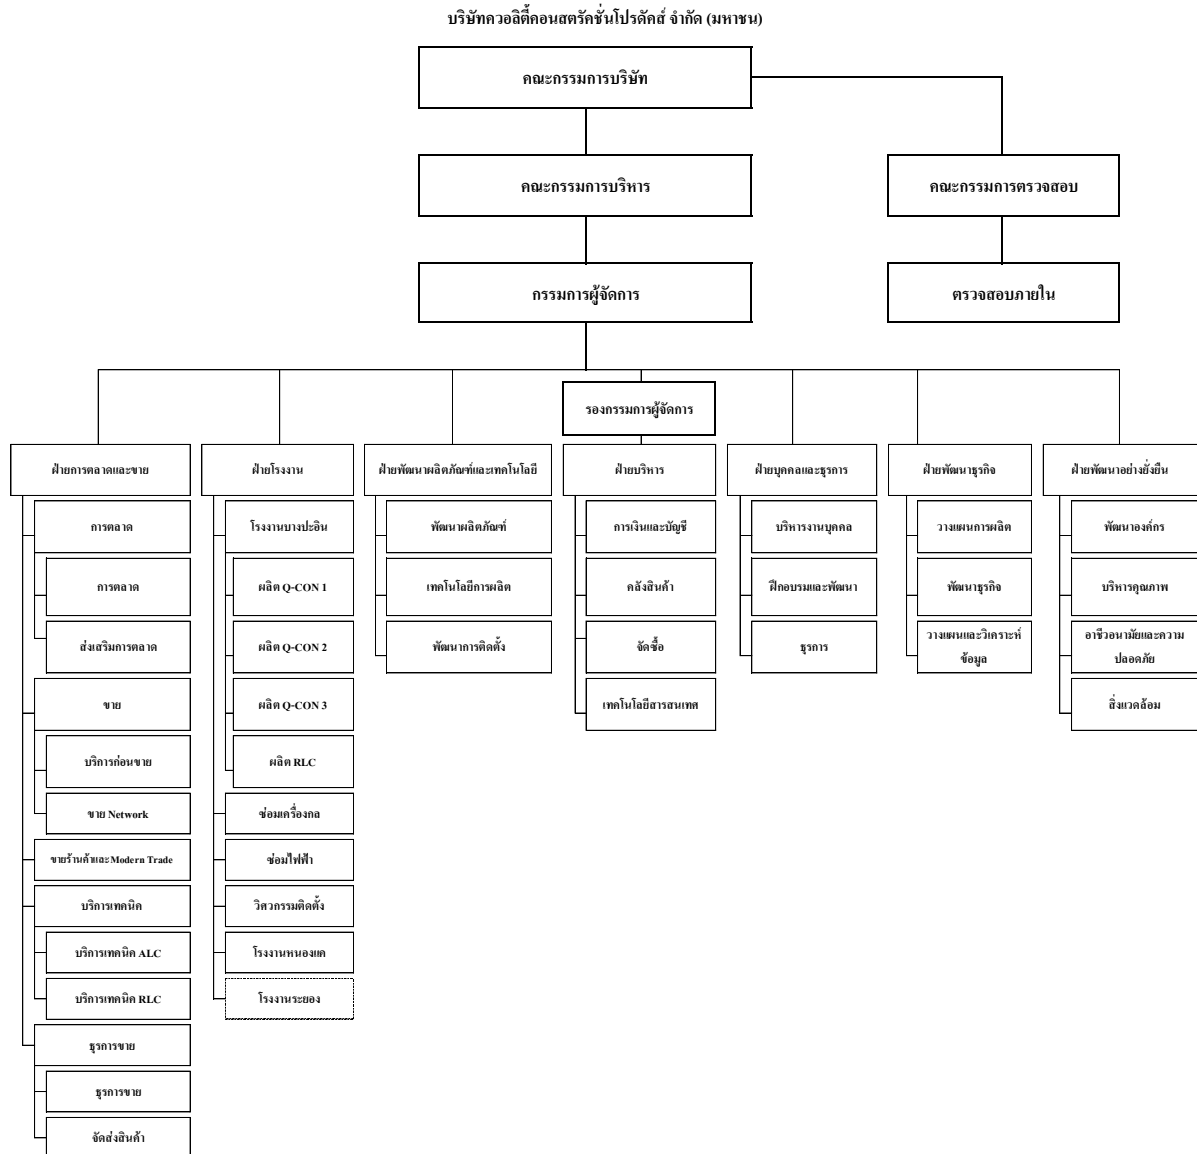 บริษัทควอลิตี้คอนสตรัคชั่นโปรดัคส์ จำกัด (มหาชน)
คณะกรรมการบริษัท
คณะกรรมการบริหาร
คณะกรรมการตรวจสอบ
กรรมการผู้จัดการ
ตรวจสอบภายใน
รองกรรมการผู้จัดการ
ฝ่ายการตลาดและขาย
การตลาด
การตลาด
ส่งเสริมการตลาด
ขาย
บริการก่อนขาย
ขาย Network
ขายร้านค้าและ Modern Trade
บริการเทคนิค
บริการเทคนิค ALC
บริการเทคนิค RLC
ธุรการขาย
ธุรการขาย
จัดส่งสินค้า
ฝ่ายโรงงาน
โรงงานบางปะอิน
ผลิต Q-CON 1
ผลิต Q-CON 2
ผลิต Q-CON 3
ผลิต RLC
ซ่อมเครื่องกล
ซ่อมไฟฟ้า
วิศวกรรมติดตั้ง
โรงงานหนองแค
โรงงานระยอง
ฝ่ายพัฒนาผลิตภัณฑ์และเทคโนโลยี
พัฒนาผลิตภัณฑ์
เทคโนโลยีการผลิต
พัฒนาการติดตั้ง
ฝ่ายบริหาร
การเงินและบัญชี
คลังสินค้า
จัดซื้อ
เทคโนโลยีสารสนเทศ
ฝ่ายบุคคลและธุรการ
บริหารงานบุคคล
ฝึกอบรมและพัฒนา
ธุรการ
ฝ่ายพัฒนาธุรกิจ
วางแผนการผลิต
พัฒนาธุรกิจ
วางแผนและวิเคราะห์
ข้อมูล
ฝ่ายพัฒนาอย่างยั่งยืน
พัฒนาองค์กร
บริหารคุณภาพ
อาชีวอนามัยและความ
ปลอดภัย
สิ่งแวดล้อม